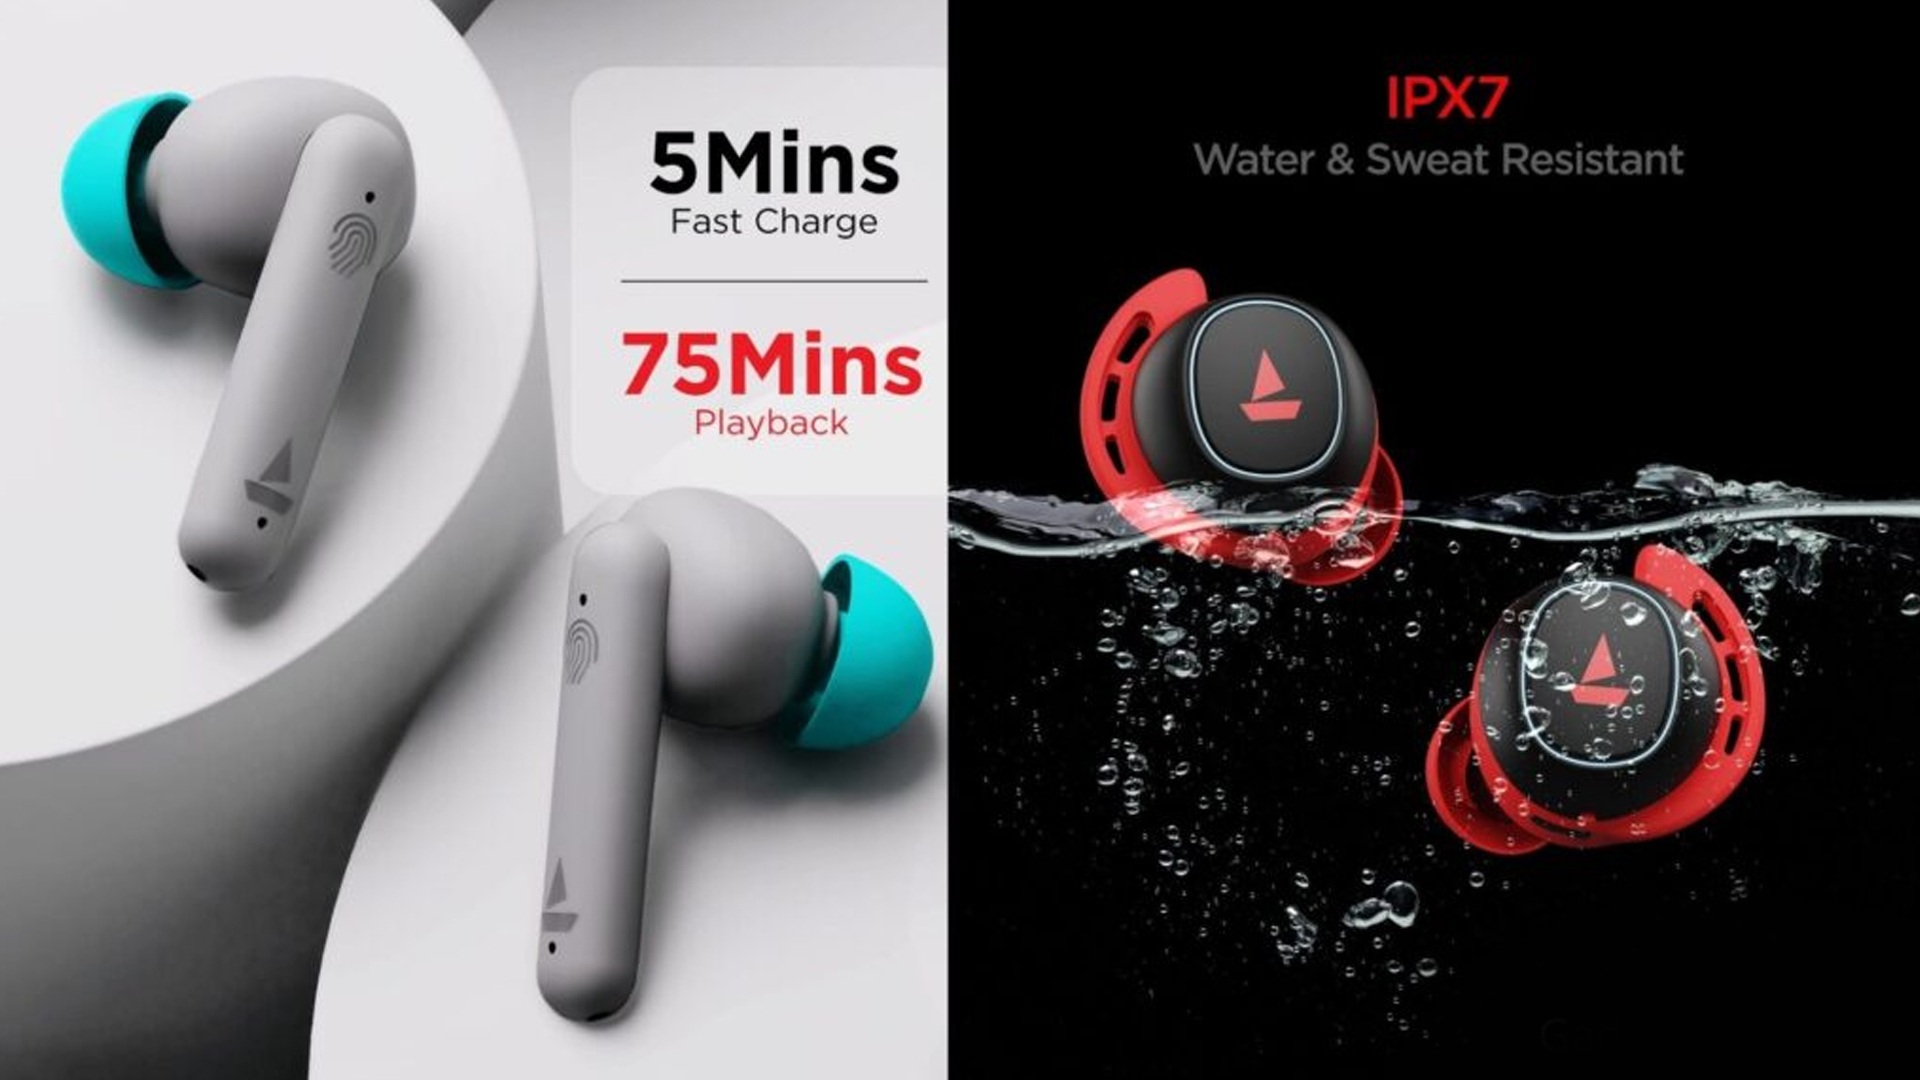 5Mins
Fast Charge
75Mins
Playback
IPX7
Water & Sweat Resistant